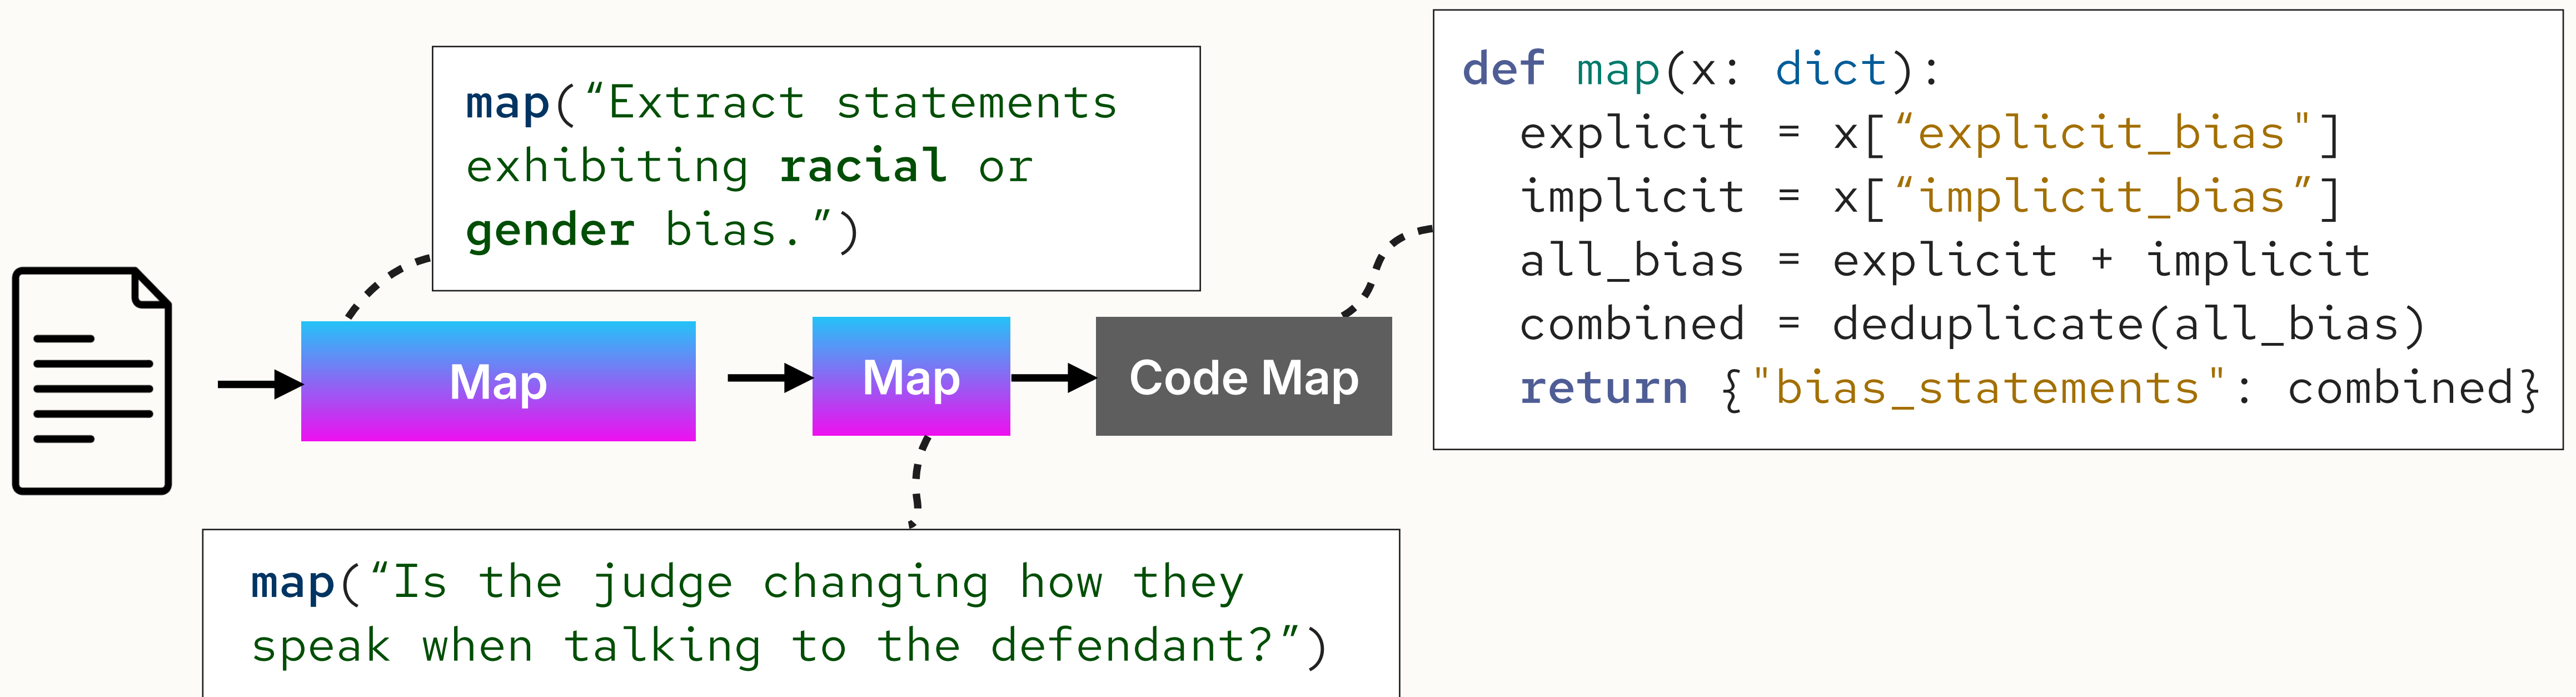 map(“Extract statements
exhibiting racial or
gender bias.”)
def map(x: dict):
  explicit = x[“explicit_bias"]
  implicit = x[“implicit_bias”]
  all_bias = explicit + implicit
  combined = deduplicate(all_bias)
  return {"bias_statements": combined}
Map
Map
Code Map
map(“Is the judge changing how they
speak when talking to the defendant?”)